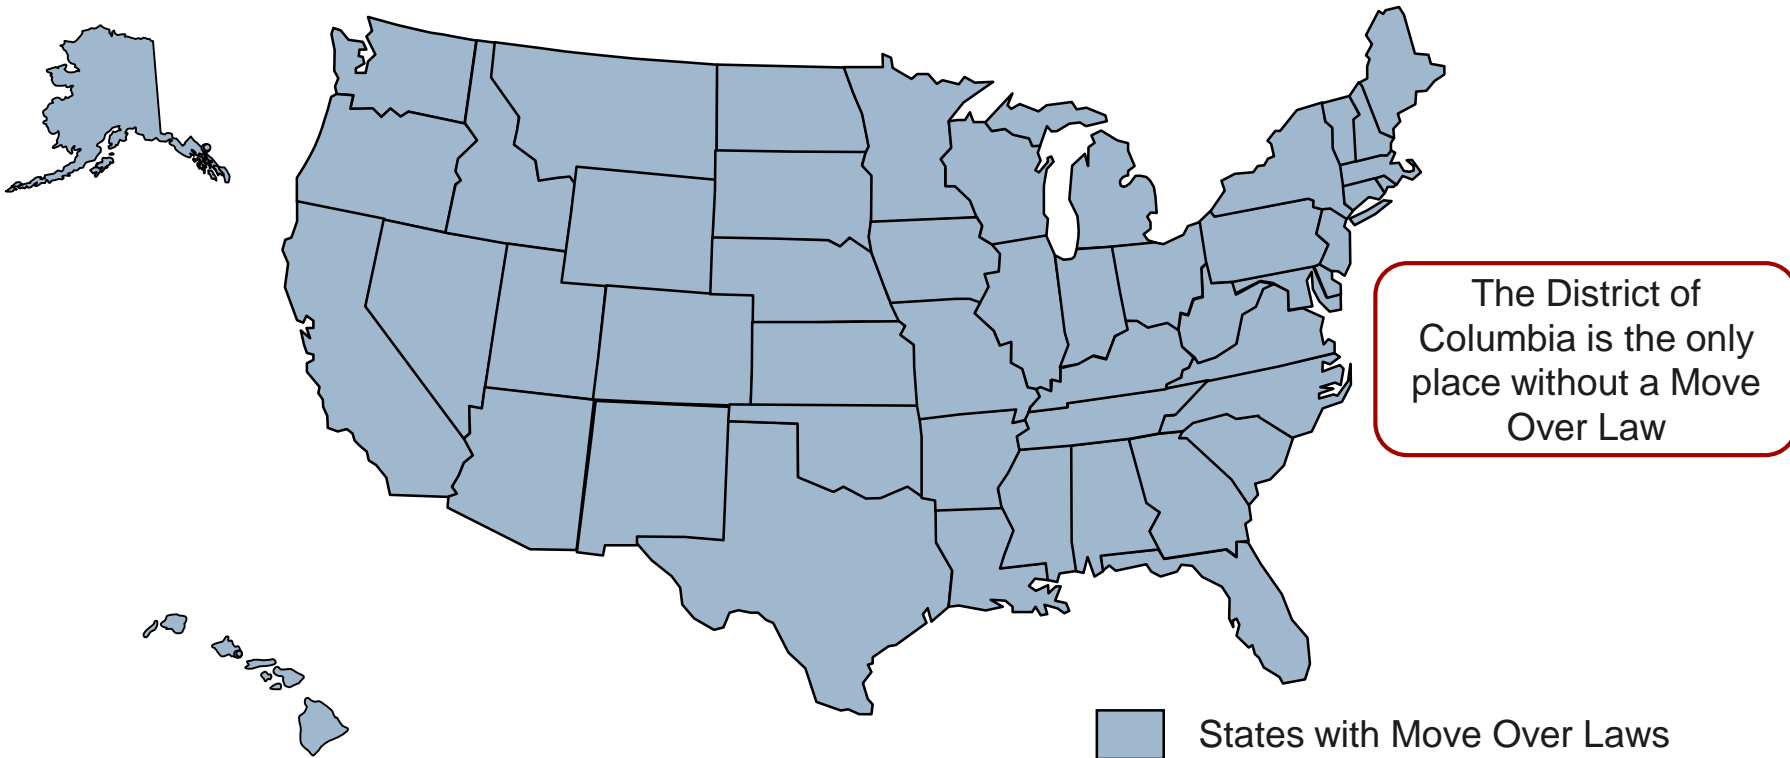 The District of
Columbia is the only
place without a Move
Over Law
States with Move Over Laws